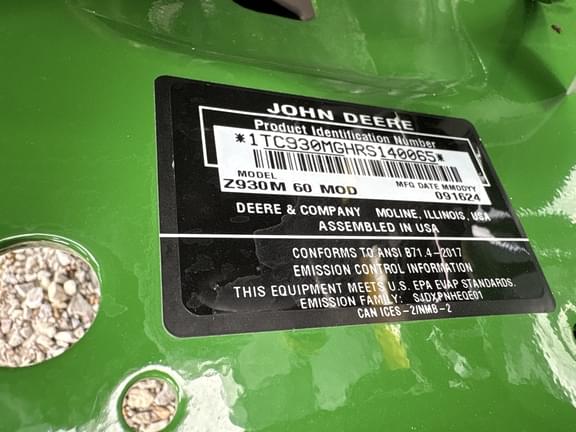 JOHN DEERE
Product Identification Number
*1TC930MGHRS140065*
MODEL
MFG DATE MMDDYY
Z930M 60 MOD
091624
DEERE & COMPANY MOLINE, ILLINOIS, USA
ASSEMBLED IN USA
CONFORMS TO ANSI B71.4-2017
EMISSION CONTROL INFORMATION
THIS EQUIPMENT MEETS U.S. EPA EVAP STANDARDS.
EMISSION FAMILY: S4DXPNHEQE01
CAN ICES-2/NMB-2